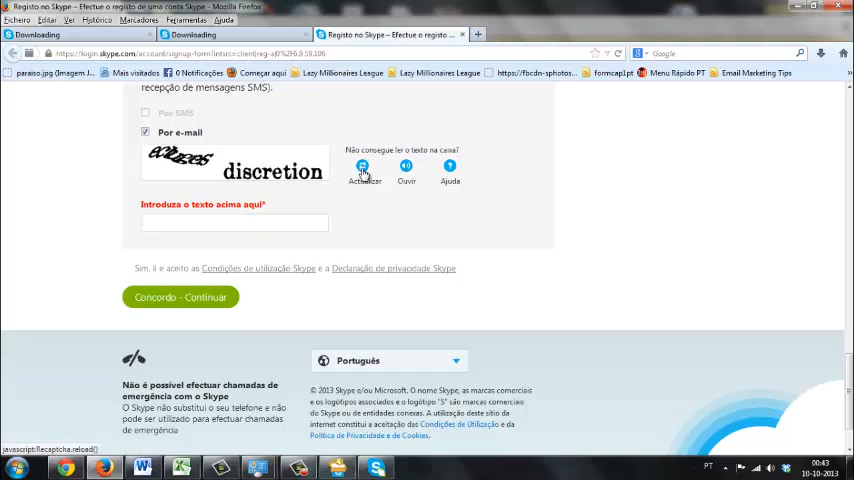 Registo no Skype – Efectue o registo de uma conta Skype - Mozilla Firefox
Ficheiro Editar Ver Histórico Marcadores Ferramentas Ajuda
Downloading × Downloading × Registo no Skype – Efectue o registo ... × +
https://login.skype.com/account/signup-form?intsrc=client|reg-a|0%2F6.9.59.106 Google
paraiso.jpg (Imagem J... Mais visitados 0 Notificações Começar aqui Lazy Millionaires League Lazy Millionaires League https://fbcdn-sphotos... formcap1pt Menu Rápido PT Email Marketing Tips
recepção de mensagens SMS).
Por SMS
Por e-mail
Não consegue ler o texto na caixa?
discretion
Actualizar Ouvir Ajuda
Introduza o texto acima aqui*
Sim, li e aceito as Condições de utilização Skype e a Declaração de privacidade Skype
Concordo - Continuar
Português
Não é possível efectuar chamadas de
emergência com o Skype
O Skype não substitui o seu telefone e não
pode ser utilizado para efectuar chamadas
de emergência
© 2013 Skype e/ou Microsoft. O nome Skype, as marcas comerciais
e os logótipos associados e o logótipo "S" são marcas comerciais
do Skype ou de entidades conexas. A utilização deste sítio da
internet constitui a aceitação das Condições de Utilização e da
Política de Privacidade e de Cookies.
javascript:Recaptcha.reload()
PT
00:43
10-10-2013